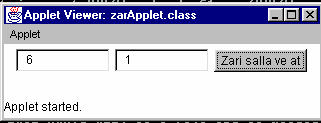 Applet Viewer: zarApplet.class
Applet
6 1 Zari salla ve at
Applet started.